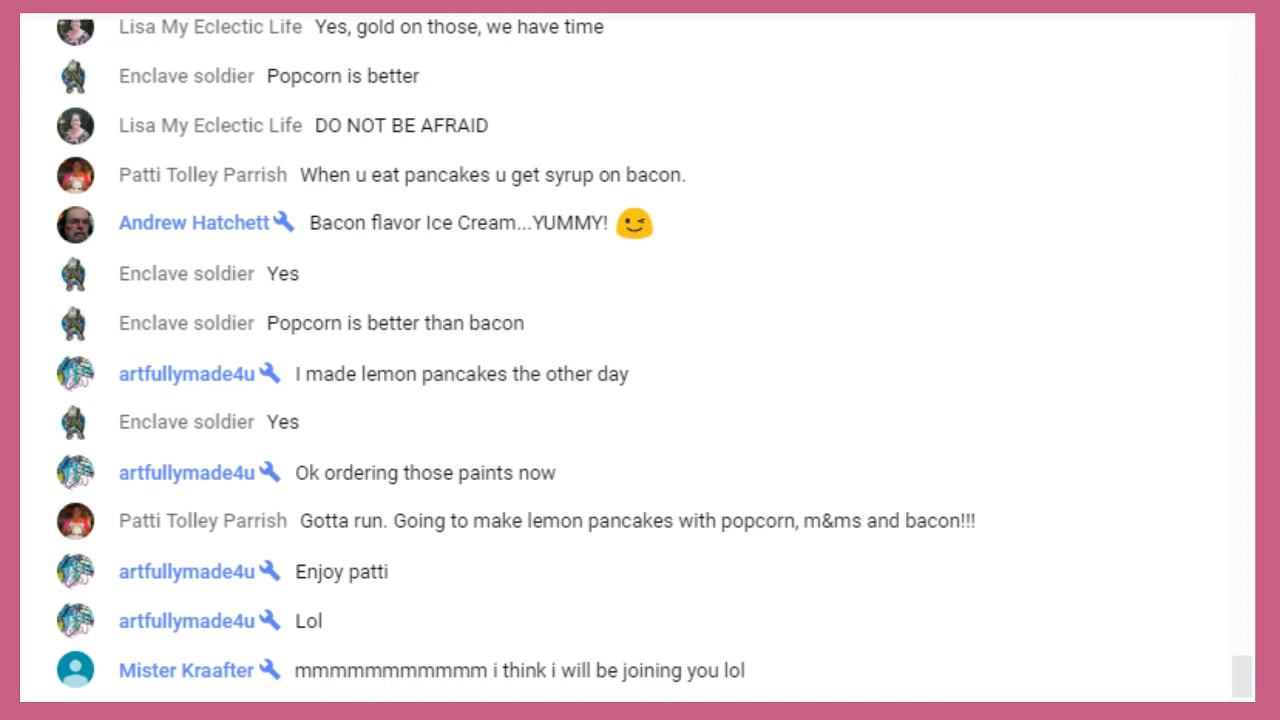 Lisa My Eclectic Life Yes, gold on those, we have time
Enclave soldier Popcorn is better
Lisa My Eclectic Life DO NOT BE AFRAID
Patti Tolley Parrish When u eat pancakes u get syrup on bacon.
Andrew Hatchett Bacon flavor Ice Cream...YUMMY! 😉
Enclave soldier Yes
Enclave soldier Popcorn is better than bacon
artfullymade4u I made lemon pancakes the other day
Enclave soldier Yes
artfullymade4u Ok ordering those paints now
Patti Tolley Parrish Gotta run. Going to make lemon pancakes with popcorn, m&ms and bacon!!!
artfullymade4u Enjoy patti
artfullymade4u Lol
Mister Kraafter mmmmmmmmmmm i think i will be joining you lol